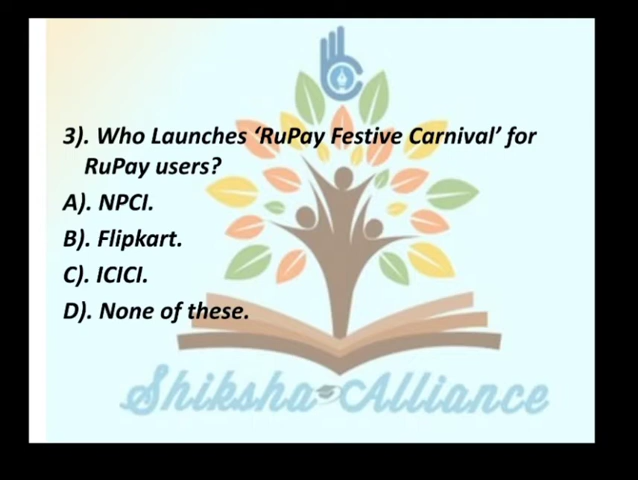 3). Who Launches ‘RuPay Festive Carnival’ for
RuPay users?
A). NPCI.
B). Flipkart.
C). ICICI.
D). None of these.
Shiksha Alliance